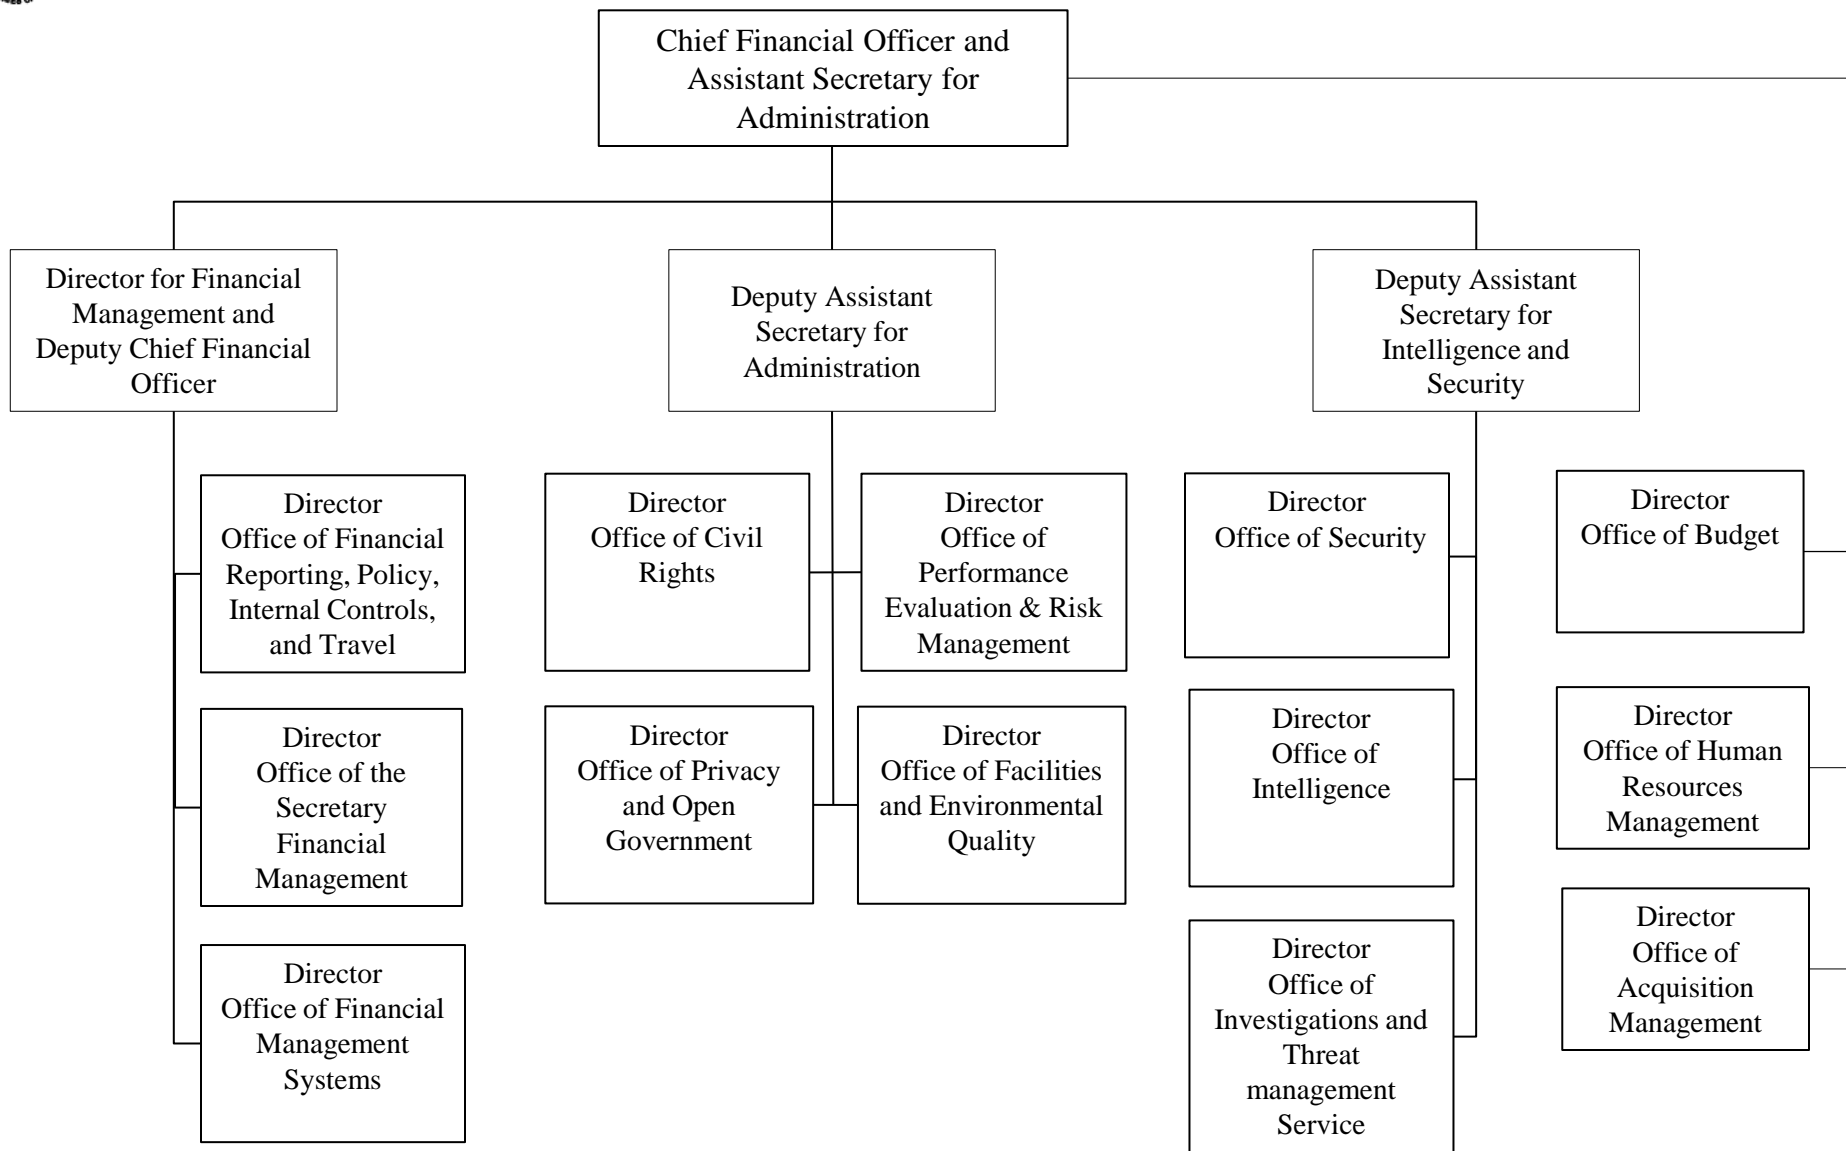 Chief Financial Officer and
Assistant Secretary for
Administration
Director for Financial
Management and
Deputy Chief Financial
Officer
Deputy Assistant
Secretary for
Administration
Deputy Assistant
Secretary for
Intelligence and
Security
Director
Office of Financial
Reporting, Policy,
Internal Controls,
and Travel
Director
Office of Civil
Rights
Director
Office of
Performance
Evaluation & Risk
Management
Director
Office of Security
Director
Office of Budget
Director
Office of the
Secretary
Financial
Management
Director
Office of Privacy
and Open
Government
Director
Office of Facilities
and Environmental
Quality
Director
Office of
Intelligence
Director
Office of Human
Resources
Management
Director
Office of Financial
Management
Systems
Director
Office of
Investigations and
Threat
management
Service
Director
Office of
Acquisition
Management